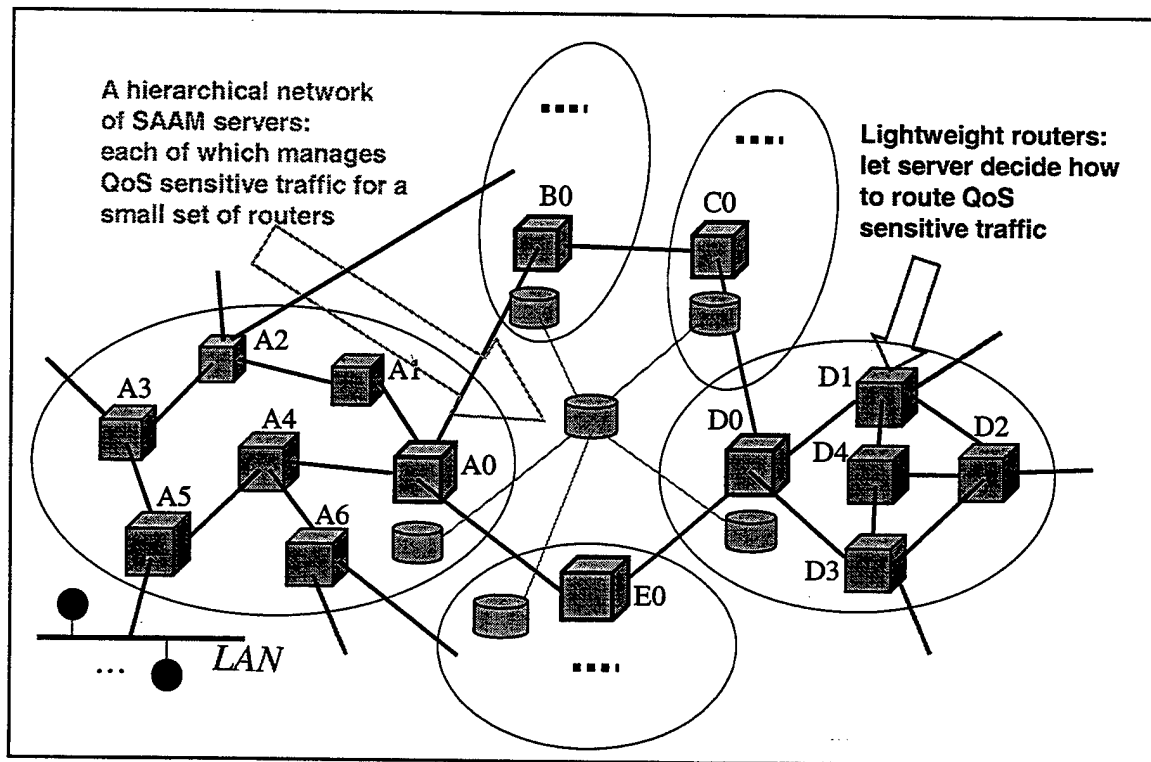 A hierarchical network
of SAAM servers:
each of which manages
QoS sensitive traffic for a
small set of routers
Lightweight routers:
let server decide how
to route QoS
sensitive traffic
B0
C0
A2
A1
A3
A4
A0
A5
A6
D1
D0
D2
D4
D3
E0
... LAN